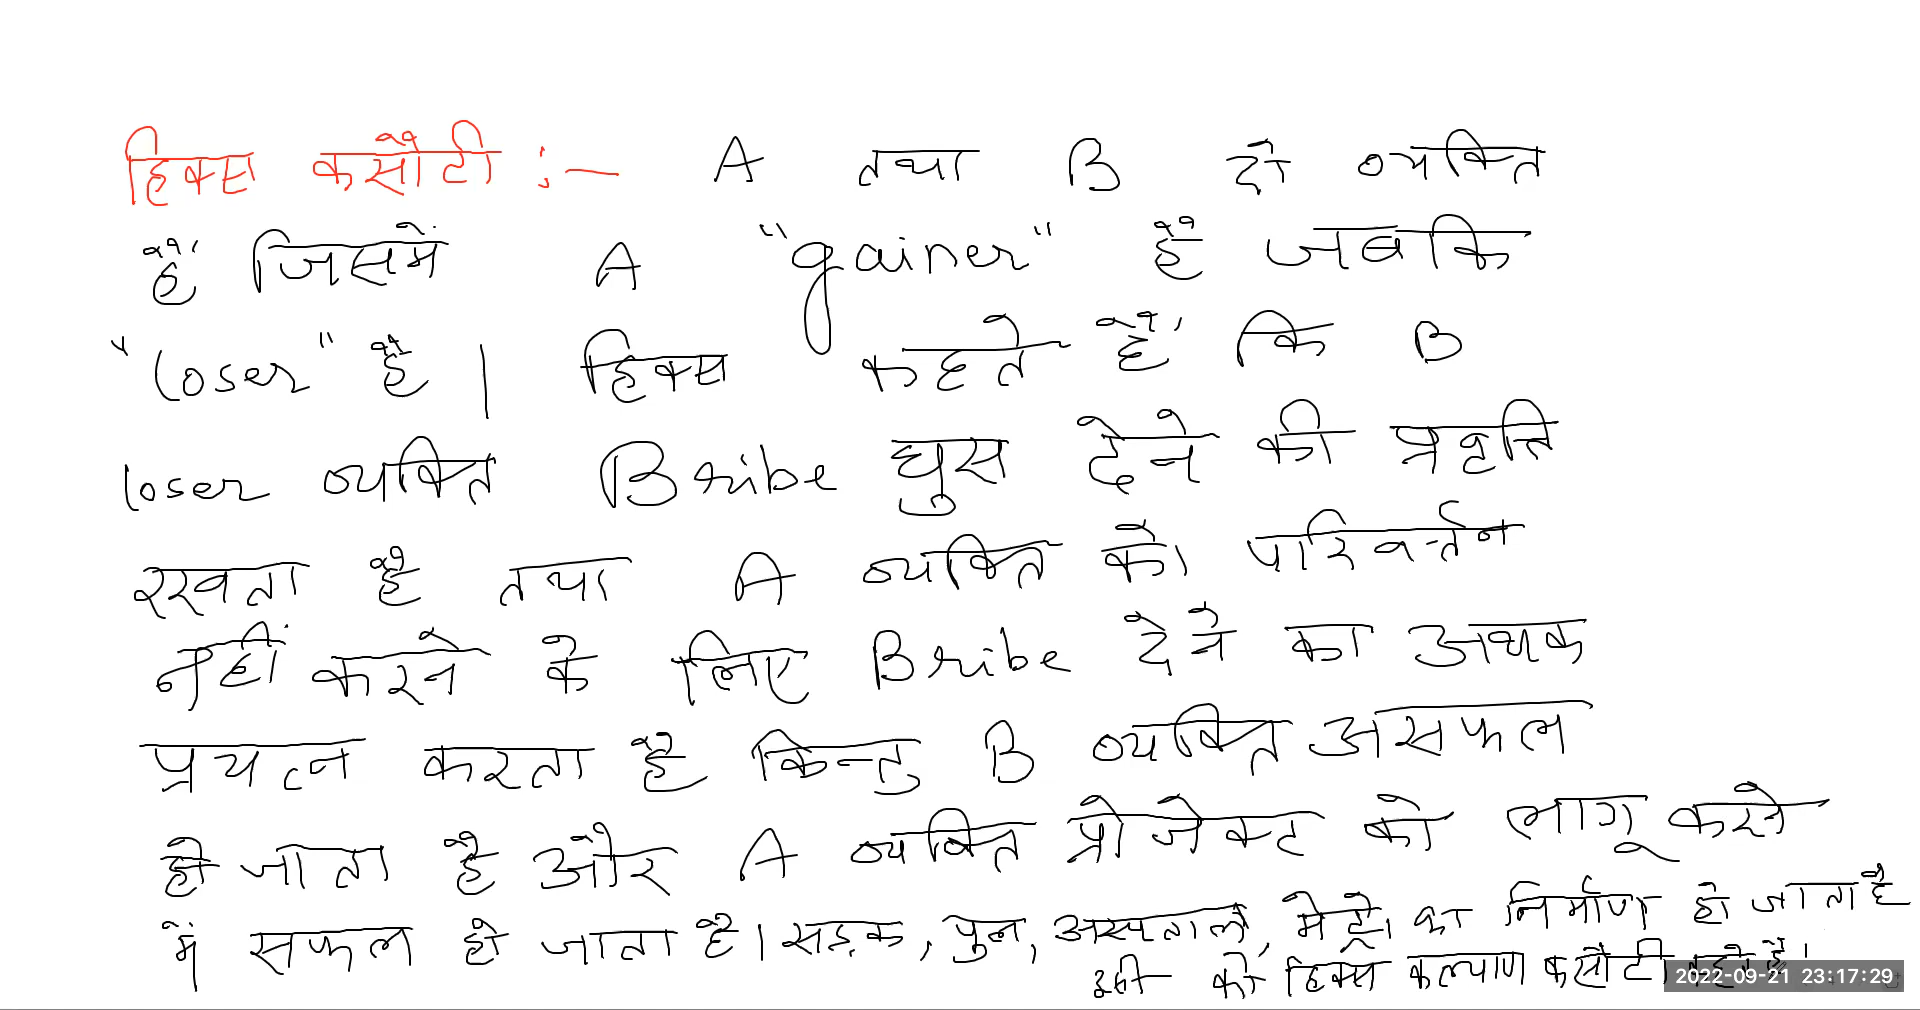 हिक्स कसौटी :— A तथा B दो व्यक्ति
हैं जिसमें A "gainer" है जबकि
"loser" है | हिक्स कहते हैं कि B
loser व्यक्ति Bribe घुस देने की प्रवृत्ति
रखता है तथा A व्यक्ति को परिवर्तन
नहीं करने के लिए Bribe देने का अथक
प्रयत्न करता है किन्तु B व्यक्ति असफल
हो जाता है और A व्यक्ति प्रोजेक्ट को लागू करने
में सफल हो जाता है। सड़क, पुल, अस्पताल, मेट्रो का निर्माण हो जाता है
इसी को हिक्स कल्याण कसौटी कहते हैं।
2022-09-21 23:17:29